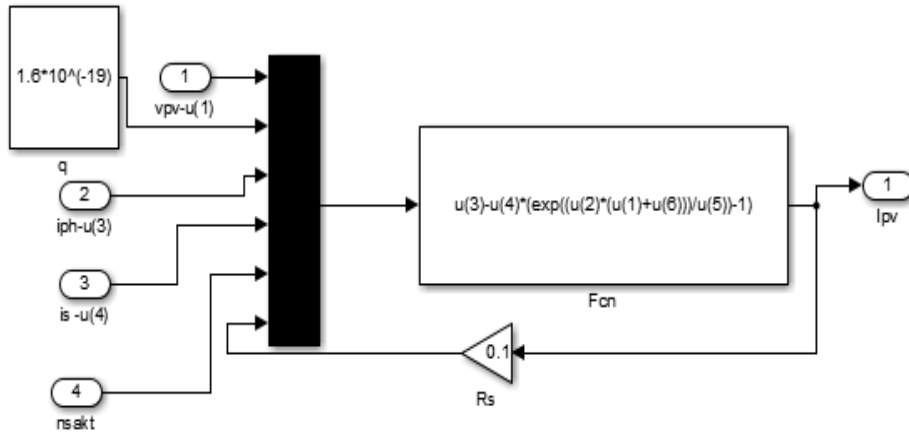 1.6*10^(-19)
q
1
vpv-u(1)
2
iph-u(3)
3
is -u(4)
4
nsakt
u(3)-u(4)*(exp((u(2)*(u(1)+u(6)))/u(5))-1)
Fcn
0.1
Rs
1
Ipv